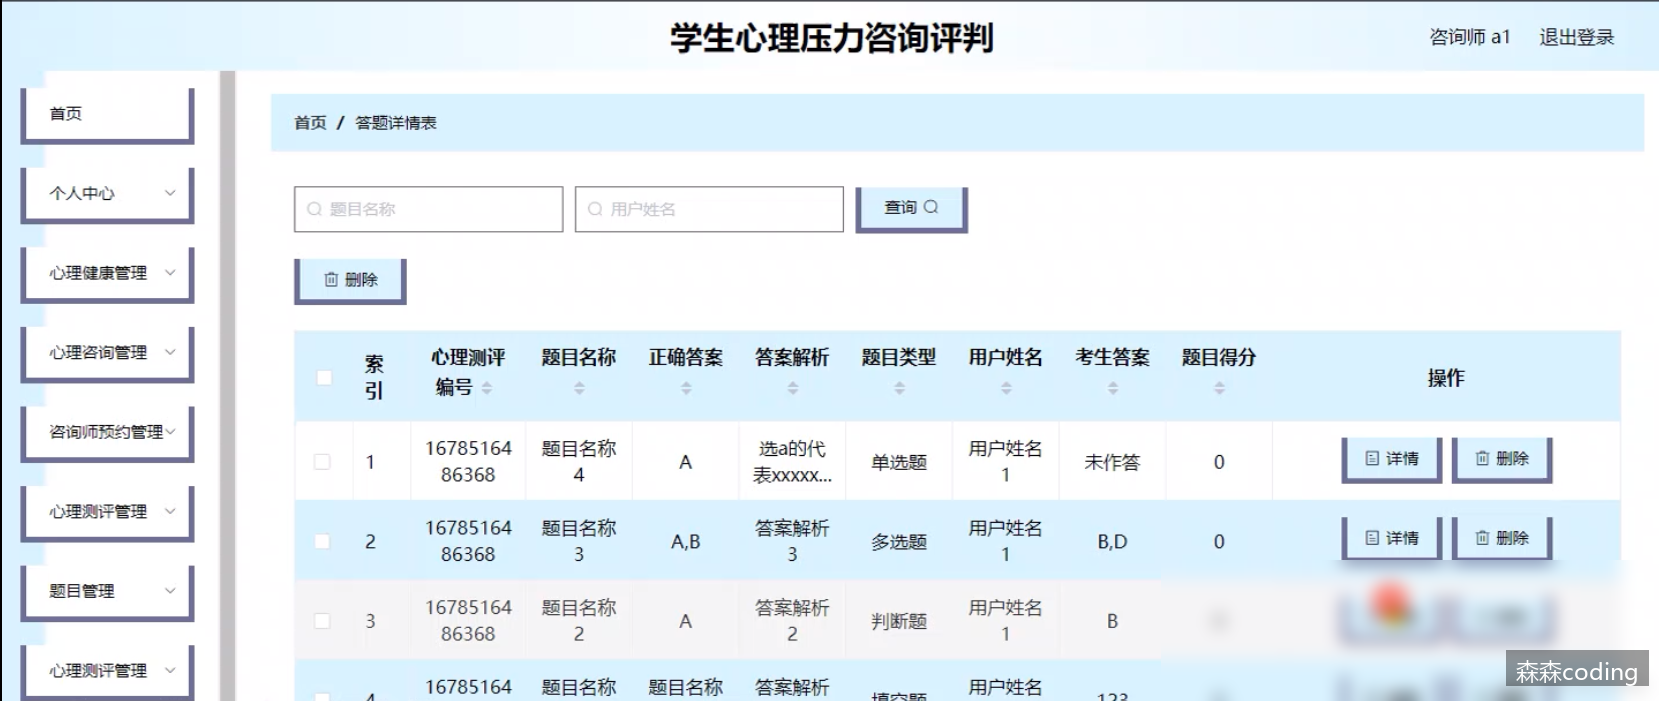 学生心理压力咨询评判
咨询师 a1 退出登录
首页
个人中心
心理健康管理
心理咨询管理
咨询师预约管理
心理测评管理
题目管理
心理测评管理
首页 / 答题详情表
题目名称 用户姓名 查询
删除
索引 心理测评编号 题目名称 正确答案 答案解析 题目类型 用户姓名 考生答案 题目得分 操作
1 1678516486368 题目名称4 A 选a的代表xxxxx... 单选题 用户姓名1 未作答 0 详情 删除
2 1678516486368 题目名称3 A,B 答案解析3 多选题 用户姓名1 B,D 0 详情 删除
3 1678516486368 题目名称2 A 答案解析2 判断题 用户姓名1 B
4 16785164 题目名称 题目名称 答案解析 填空题 用户姓名 123
森森coding